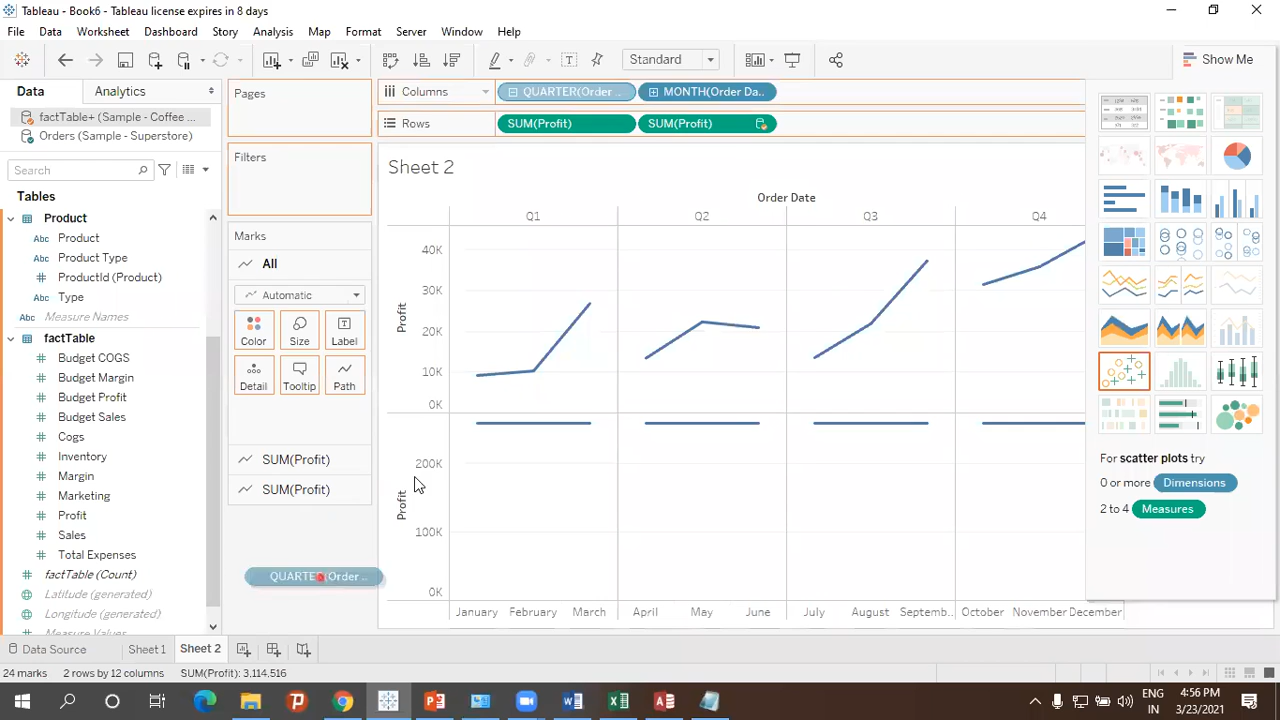 Tableau - Book6 - Tableau license expires in 8 days
File Data Worksheet Dashboard Story Analysis Map Format Server Window Help
Standard
Show Me
Data Analytics
factTable+ (Sample - Coffee ...
Orders (Sample - Superstore)
Search
Tables
Product
Abc Product
Abc Product Type
ProductId (Product)
Abc Type
Measure Names
factTable
Budget COGS
Budget Margin
Budget Profit
Budget Sales
Cogs
Inventory
Margin
Marketing
Profit
Sales
Total Expenses
factTable (Count)
Latitude (generated)
Longitude (generated)
Measure Values
Pages
Filters
Marks
All
Automatic
Color Size Label
Detail Tooltip Path
SUM(Profit)
SUM(Profit)
QUARTER(Order ..
Columns QUARTER(Order .. MONTH(Order Da..
Rows SUM(Profit) SUM(Profit)
Sheet 2
Order Date
Q1 Q2 Q3 Q4
40K
30K
20K
10K
0K
Profit
200K
100K
0K
Profit
January February March April May June July August Septemb.. October November December
For scatter plots try
0 or more Dimensions
2 to 4 Measures
Data Source Sheet 1 Sheet 2
24 marks 2 rows by 12 columns SUM(Profit): 3,114,516
ENG
IN
4:56 PM
3/23/2021